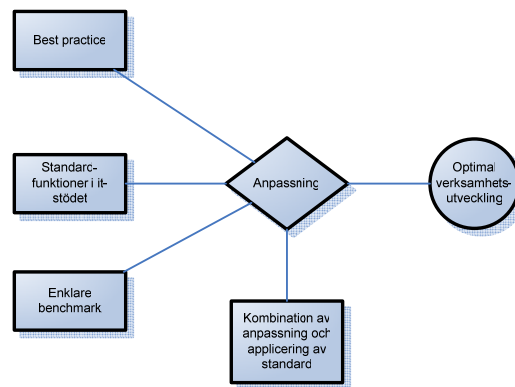 Best practice
Standard-
funktioner i it-
stödet
Anpassning
Optimal
verksamhets-
utveckling
Enklare
benchmark
Kombination av
anpassning och
applicering av
standard